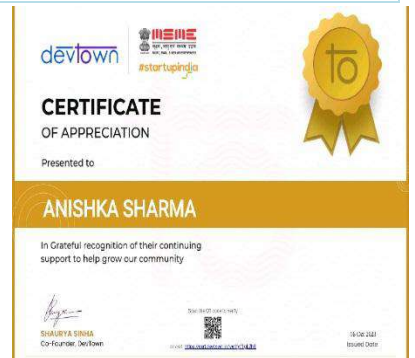 devtown
MSME
#startupindia
to
CERTIFICATE
OF APPRECIATION
Presented to
ANISHKA SHARMA
In Grateful recognition of their continuing
support to help grow our community
SHAURYA SINHA
Co-Founder, DevTown
Issued Date